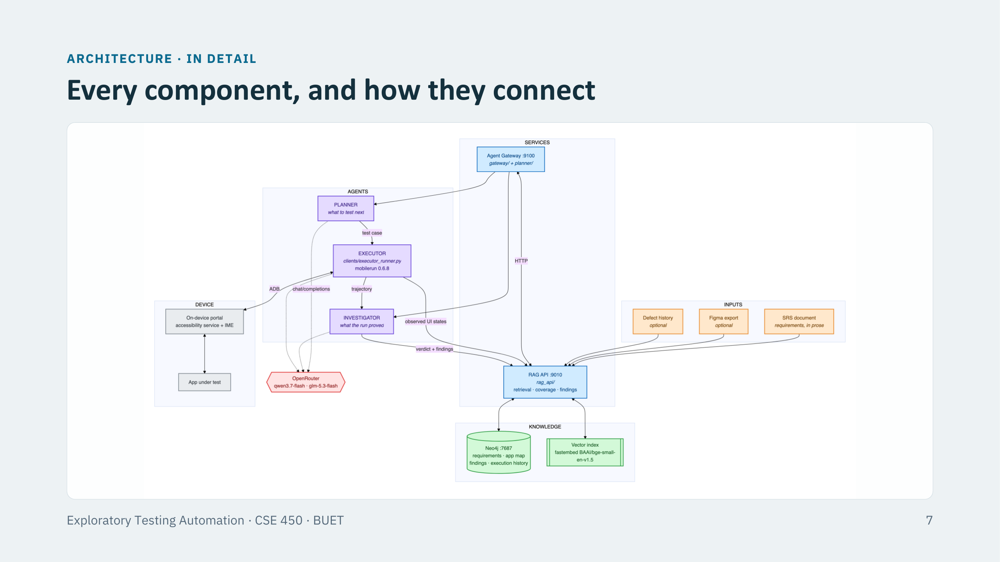 ARCHITECTURE · IN DETAIL
Every component, and how they connect
SERVICES
Agent Gateway :9100
gateway/ + planner/
AGENTS
PLANNER
what to test next
test case
EXECUTOR
clients/executor_runner.py
mobilerun 0.6.8
HTTP
ADB
chat/completions
trajectory
DEVICE
On-device portal
accessibility service + IME
App under test
INVESTIGATOR
what the run proved
observed UI states
verdict + findings
INPUTS
Defect history
optional
Figma export
optional
SRS document
requirements, in prose
OpenRouter
qwen3.7-flash · glm-5.3-flash
RAG API :9010
rag_api/
retrieval · coverage · findings
KNOWLEDGE
Neo4j :7687
requirements · app map
findings · execution history
Vector index
fastembed BAAI/bge-small-
en-v1.5
Exploratory Testing Automation · CSE 450 · BUET
7